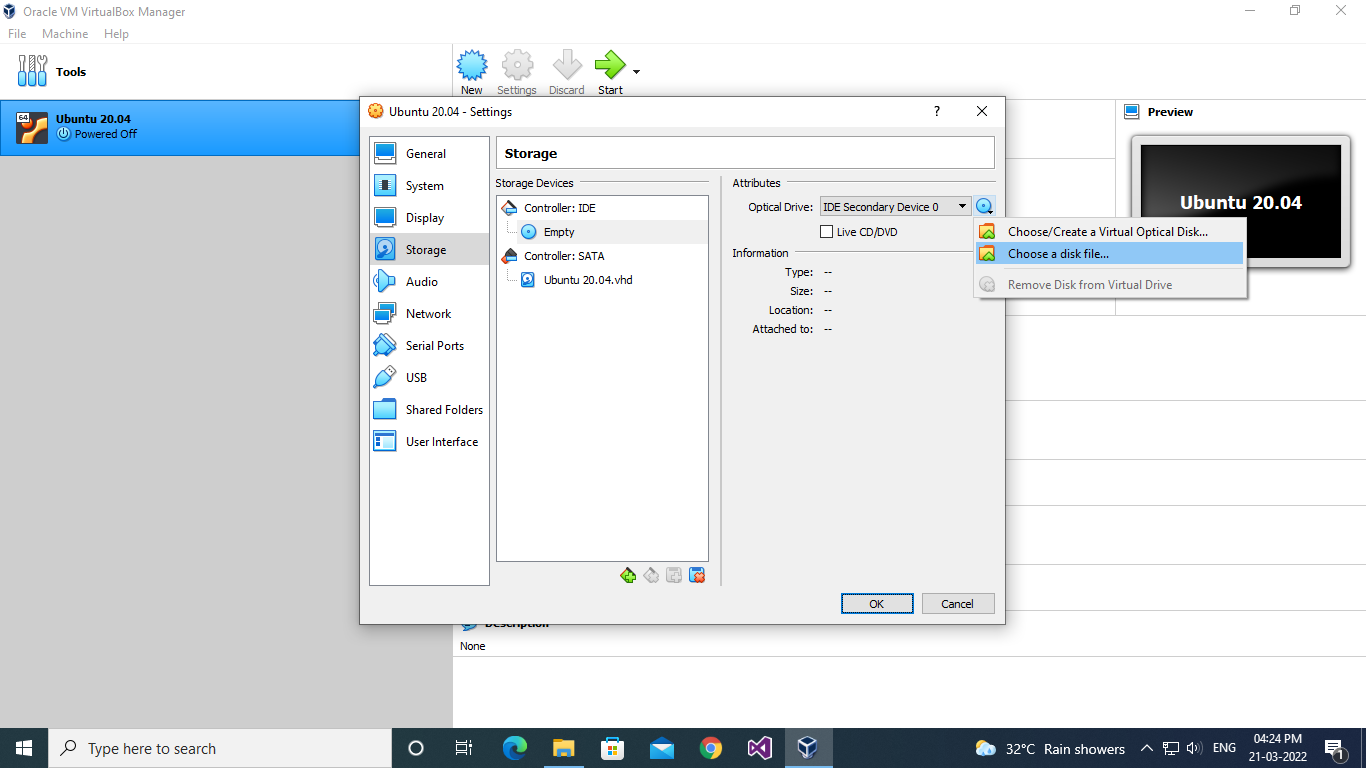 Oracle VM VirtualBox Manager
File Machine Help
Tools
New Settings Discard Start
64
Ubuntu 20.04
Powered Off
Ubuntu 20.04 - Settings
?
General
System
Display
Storage
Audio
Network
Serial Ports
USB
Shared Folders
User Interface
Storage
Storage Devices
Controller: IDE
Empty
Controller: SATA
Ubuntu 20.04.vhd
Attributes
Optical Drive: IDE Secondary Device 0
Live CD/DVD
Information
Type: --
Size: --
Location: --
Attached to: --
Choose/Create a Virtual Optical Disk...
Choose a disk file...
Remove Disk from Virtual Drive
OK Cancel
Preview
Ubuntu 20.04
Description
None
Type here to search
32°C Rain showers
ENG
04:24 PM
21-03-2022
1